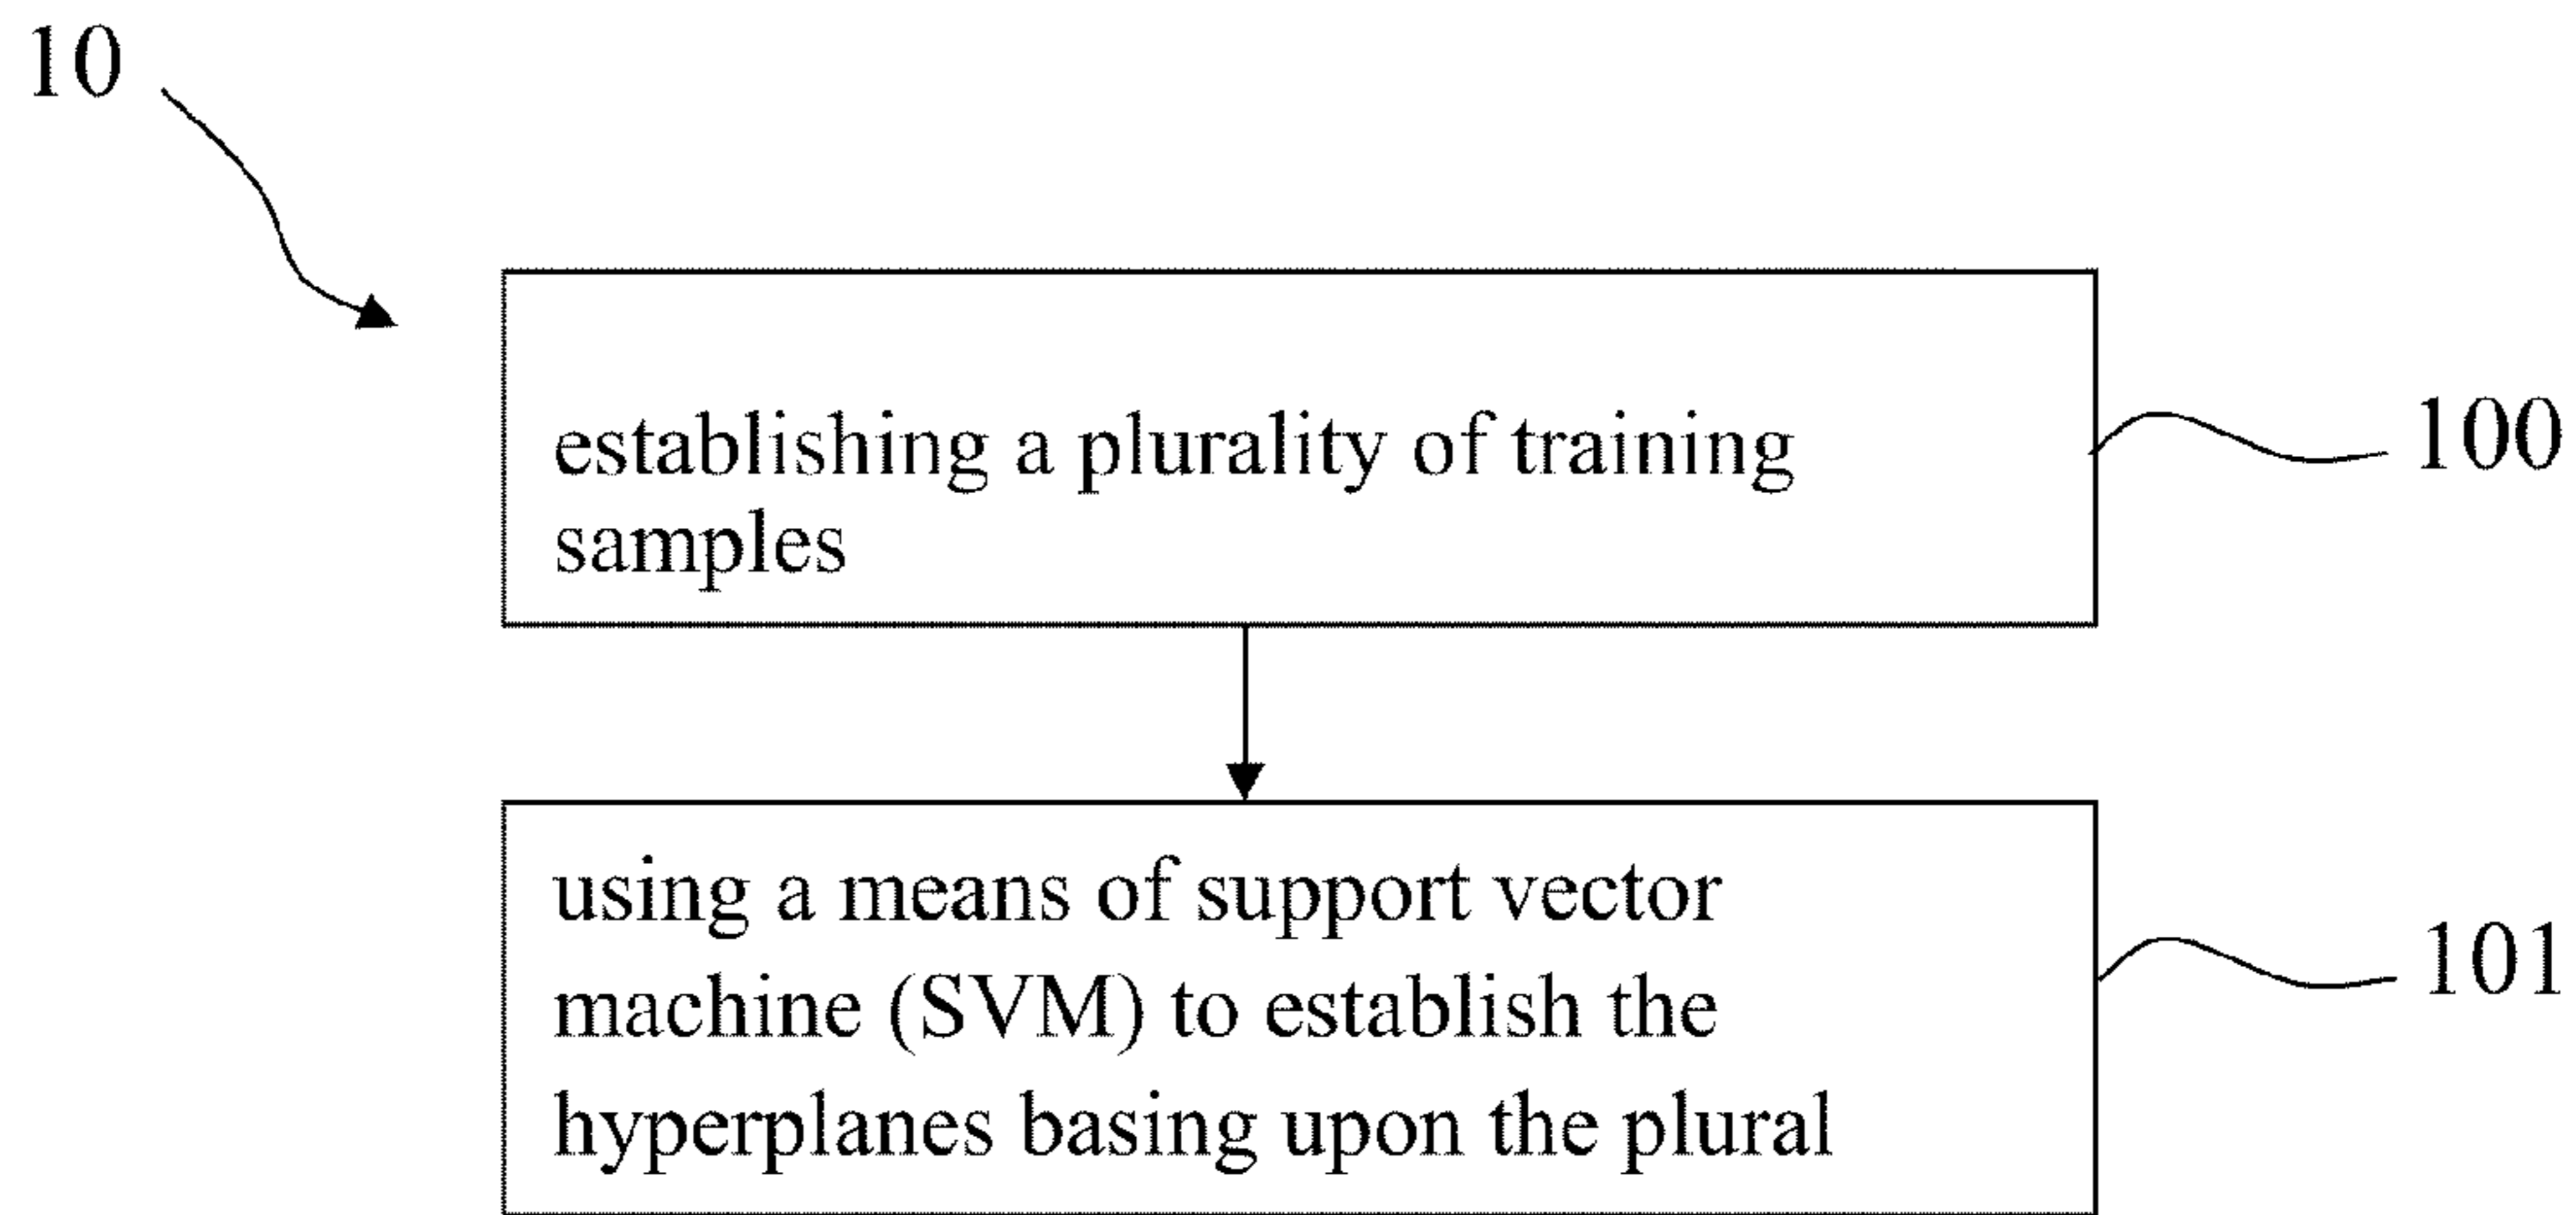 10
establishing a plurality of training
samples
100
using a means of support vector
machine (SVM) to establish the
hyperplanes basing upon the plural
101